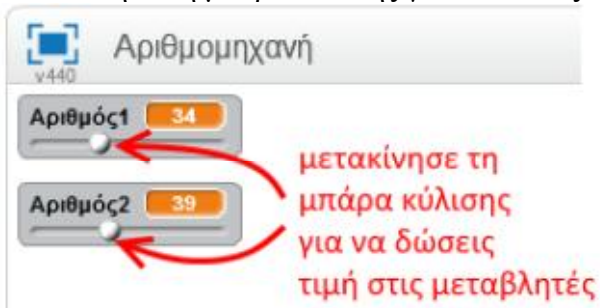 Αριθμομηχανή
v440
Αριθμός1 34
Αριθμός2 39
μετακίνησε τη
μπάρα κύλισης
για να δώσεις
τιμή στις μεταβλητές